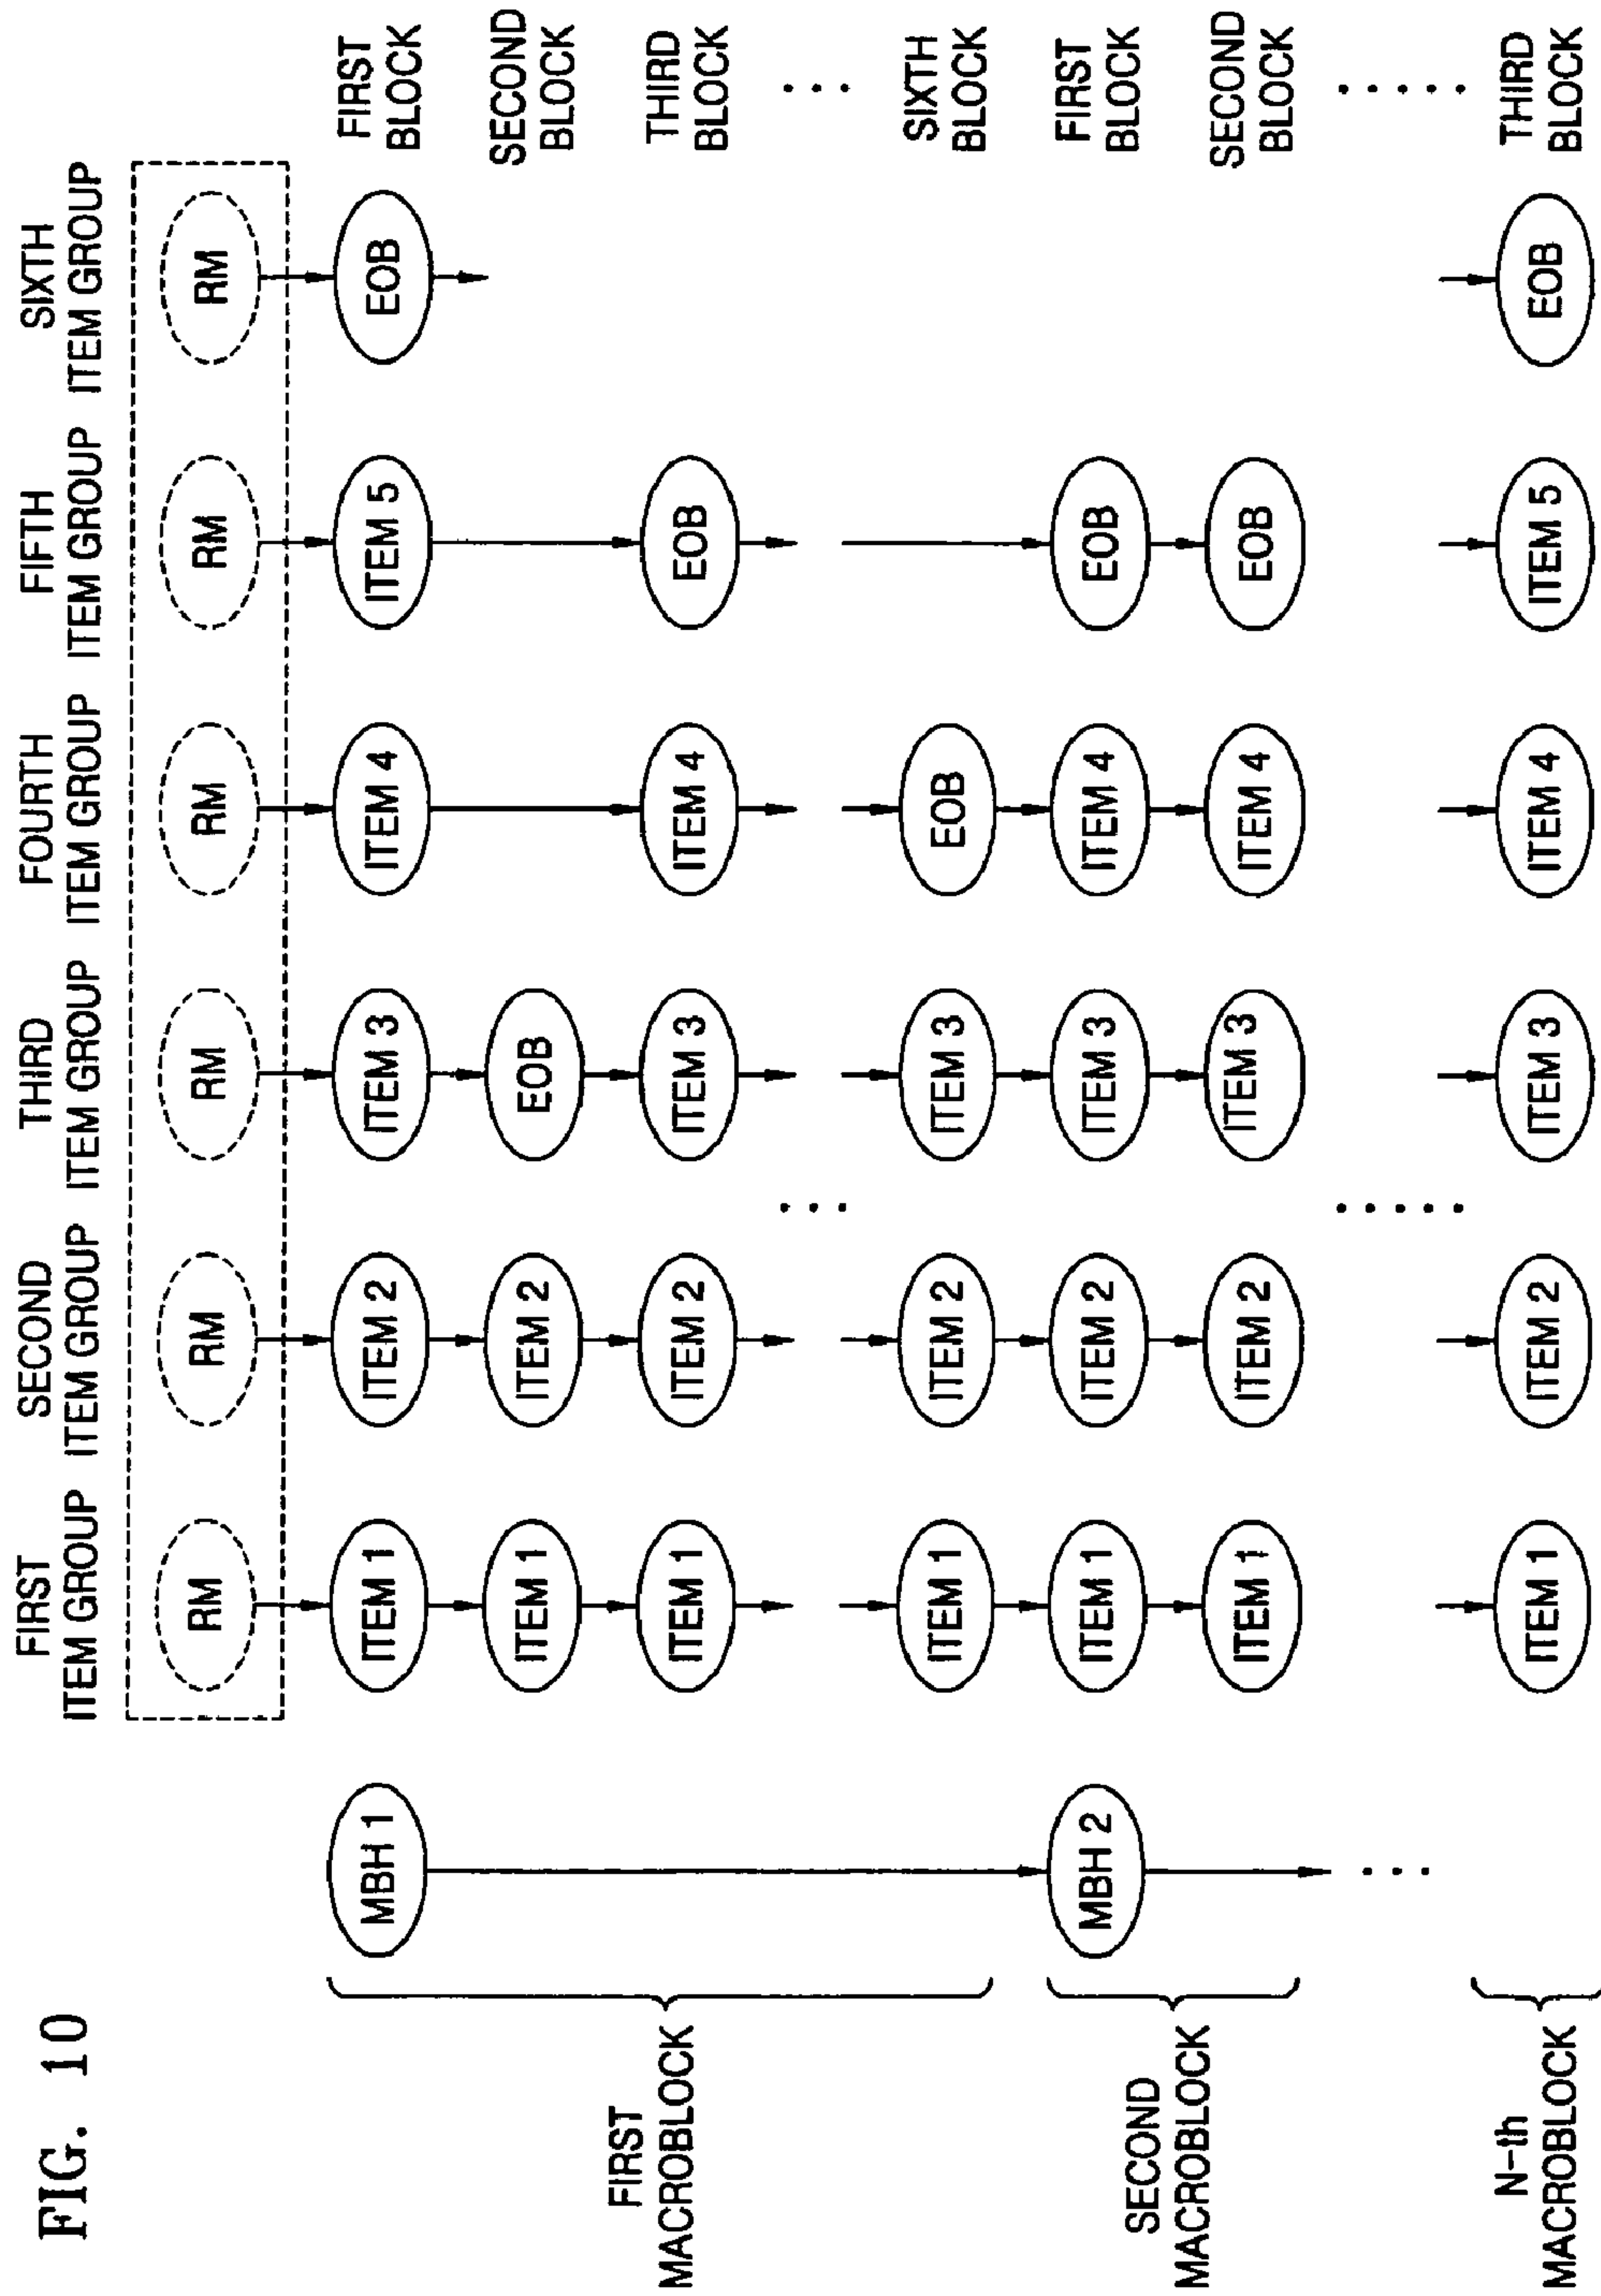 FIG. 10
FIRST ITEM GROUP
SECOND ITEM GROUP
THIRD ITEM GROUP
FOURTH ITEM GROUP
FIFTH ITEM GROUP
SIXTH ITEM GROUP
RM RM RM RM RM RM
MBH 1 ITEM 1 ITEM 2 ITEM 3 ITEM 4 ITEM 5 EOB FIRST BLOCK
ITEM 1 ITEM 2 EOB SECOND BLOCK
FIRST MACROBLOCK
ITEM 1 ITEM 2 ITEM 3 ITEM 4 EOB THIRD BLOCK
ITEM 1 ITEM 2 ITEM 3 EOB SIXTH BLOCK
MBH 2 ITEM 1 ITEM 2 ITEM 3 ITEM 4 EOB FIRST BLOCK
SECOND MACROBLOCK
ITEM 1 ITEM 2 ITEM 3 ITEM 4 EOB SECOND BLOCK
N-th MACROBLOCK
ITEM 1 ITEM 2 ITEM 3 ITEM 4 ITEM 5 EOB THIRD BLOCK